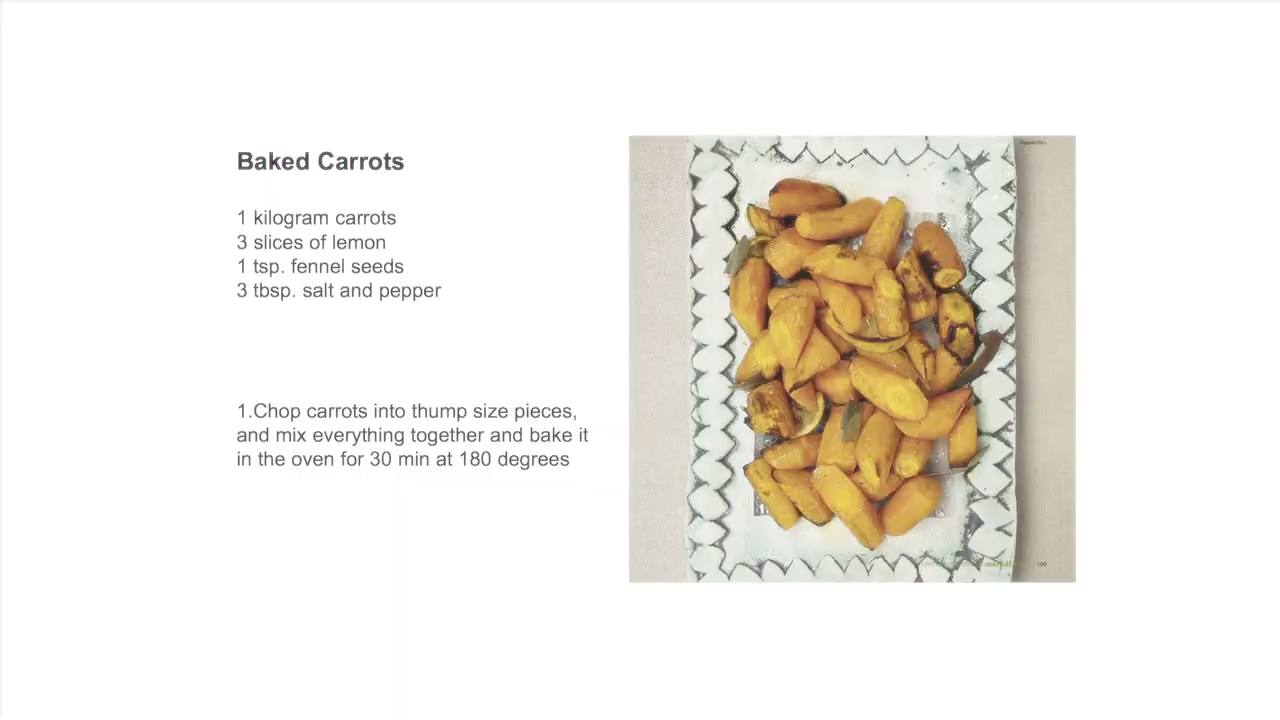 Baked Carrots
1 kilogram carrots
3 slices of lemon
1 tsp. fennel seeds
3 tbsp. salt and pepper
1.Chop carrots into thump size pieces,
and mix everything together and bake it
in the oven for 30 min at 180 degrees
109